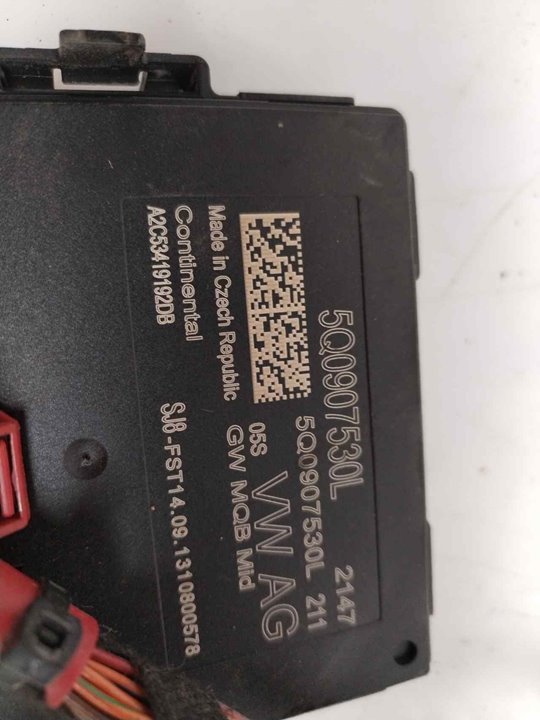 5Q0907530L 2147
5Q0907530L 211
05S VW AG
GW MQB Mid
Made in Czech Republic
Continental
A2C53419192DB
SJ8-FST14.09.1310800578